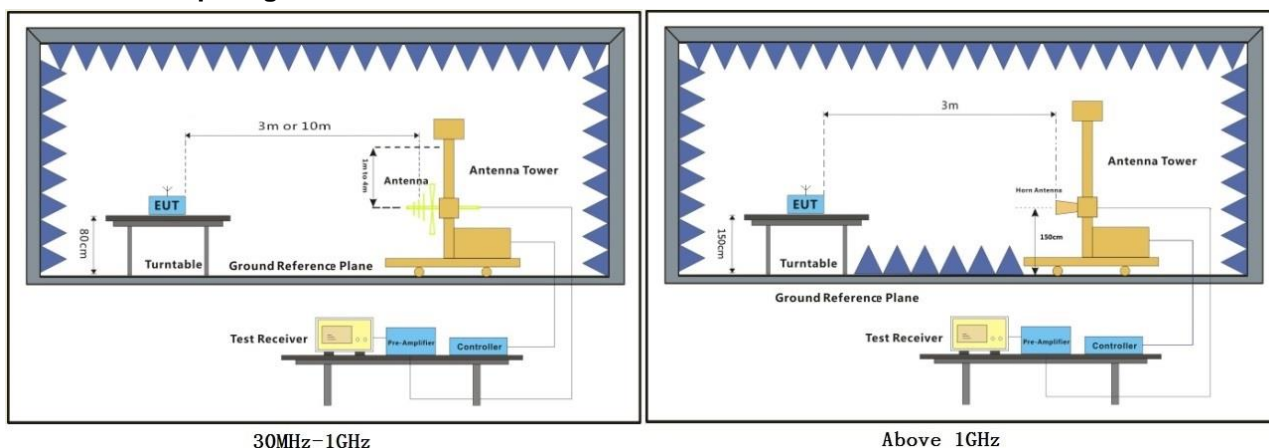 3m or 10m
1m to 4m
Antenna
Antenna Tower
EUT
80cm
Turntable
Ground Reference Plane
Test Receiver
Pre-Amplifier
Controller
30MHz-1GHz
3m
Antenna Tower
Horn Antenna
EUT
150cm
150cm
Turntable
Ground Reference Plane
Test Receiver
Pre-Amplifier
Controller
Above 1GHz